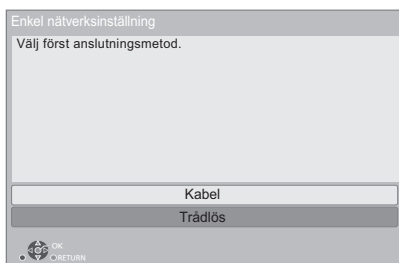 Enkel nätverksinställning
Välj först anslutningsmetod.
Kabel
Trådlös
OK
RETURN